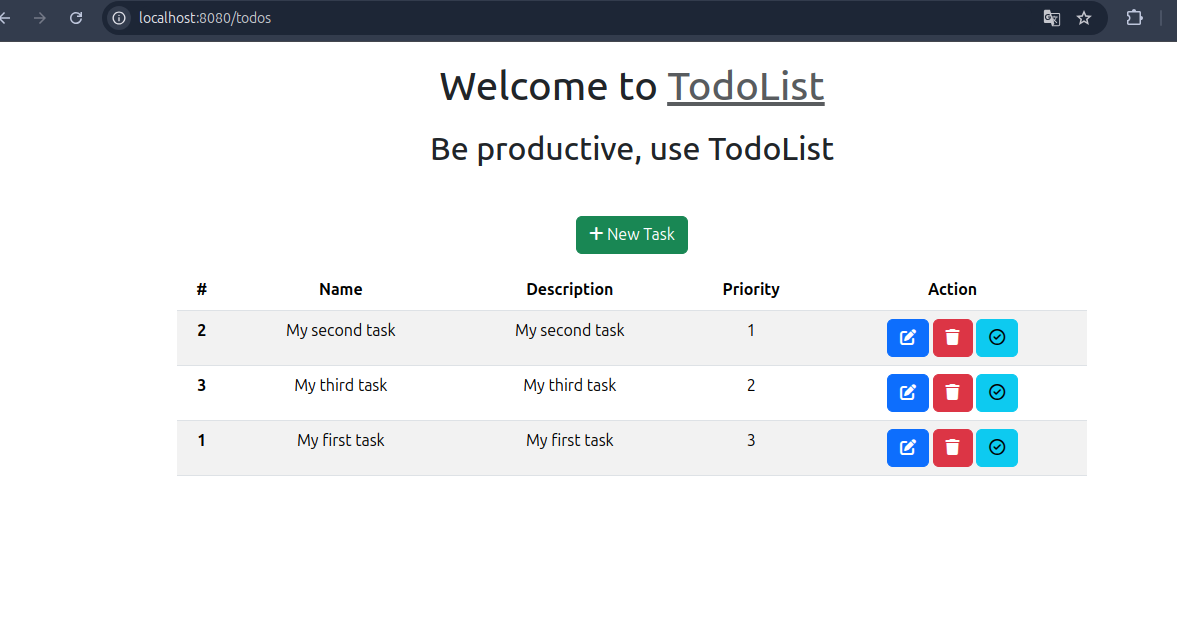 localhost:8080/todos
Welcome to TodoList
Be productive, use TodoList
+ New Task
# Name Description Priority Action
2 My second task My second task 1
3 My third task My third task 2
1 My first task My first task 3